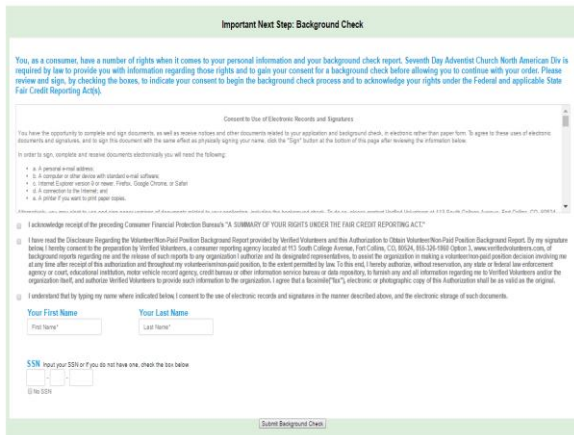 Important Next Step: Background Check
You, as a consumer, have a number of rights when it comes to your personal information and your background check report. Seventh Day Adventist Church North American Div is
required by law to provide you with information regarding those rights and to gain your consent for a background check before allowing you to continue with your order. Please
review and sign, by checking the boxes, to indicate your consent to begin the background check process and to acknowledge your rights under the Federal and applicable State
Fair Credit Reporting Act(s).
Consent to Use of Electronic Records and Signatures
You have the opportunity to complete and sign documents, as well as receive notices and other documents related to your application and background check, in electronic rather than paper form. To agree to these uses of electronic
documents and signatures, and to sign this document with the same effect as physically signing your name, click the "Sign" button at the bottom of this page after reviewing the information below.
In order to sign, complete and receive documents electronically you will need the following:
a. A personal e-mail address;
b. A computer or other device with standard e-mail software;
c. Internet Explorer version 9 or newer, Firefox, Google Chrome, or Safari
d. A connection to the Internet; and
e. A printer if you want to print paper copies.
I acknowledge receipt of the preceding Consumer Financial Protection Bureau's "A SUMMARY OF YOUR RIGHTS UNDER THE FAIR CREDIT REPORTING ACT."
I have read the Disclosure Regarding the Volunteer/Non-Paid Position Background Report provided by Verified Volunteers and this Authorization to Obtain Volunteer/Non-Paid Position Background Report. By my signature
below, I hereby consent to the preparation by Verified Volunteers, a consumer reporting agency located at 113 South College Avenue, Fort Collins, CO, 80524, 855-326-1860 Option 3, www.verifiedvolunteers.com, of
background reports regarding me and the release of such reports to any organization I authorize and its designated representatives, to assist the organization in making a volunteer/non-paid position decision involving me
at any time after receipt of this authorization and throughout my volunteer/non-paid position, to the extent permitted by law. To this end, I hereby authorize, without reservation, any state or federal law enforcement
agency or court, educational institution, motor vehicle record agency, credit bureau or other information service bureau or data repository, to furnish any and all information regarding me to Verified Volunteers and/or the
organization itself, and authorize Verified Volunteers to provide such information to the organization. I agree that a facsimile("fax"), electronic or photographic copy of this Authorization shall be as valid as the original.
I understand that by typing my name where indicated below, I consent to the use of electronic records and signatures in the manner described above, and the electronic storage of such documents.
Your First Name Your Last Name
First Name* Last Name*
SSN Input your SSN or if you do not have one, check the box below
- -
No SSN
Submit Background Check